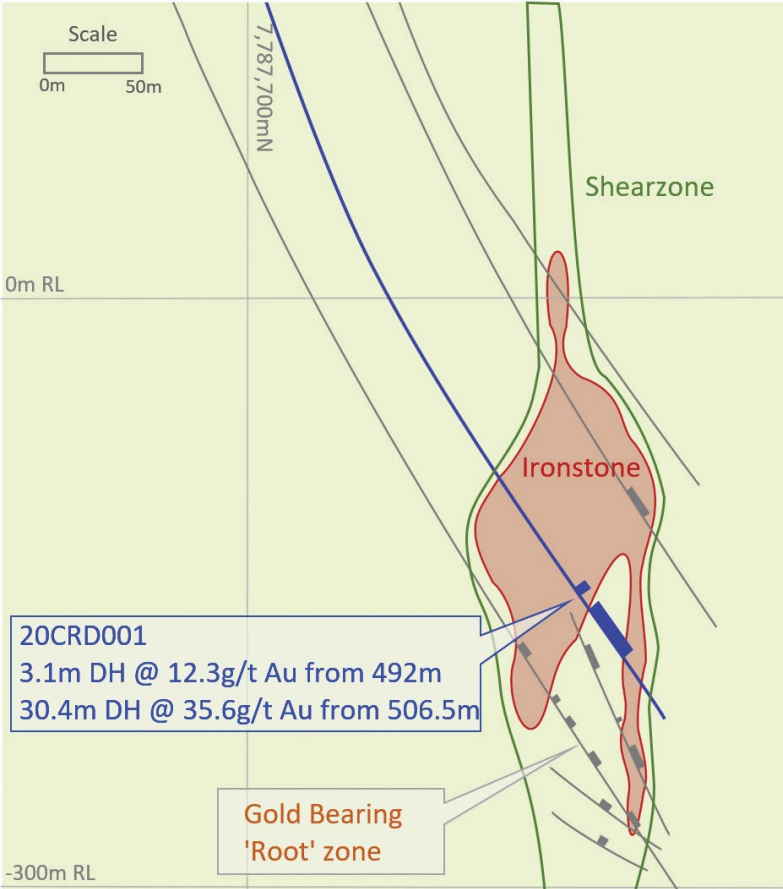 Scale
0m 50m
7,787,700mN
Shearzone
0m RL
Ironstone
20CRD001
3.1m DH @ 12.3g/t Au from 492m
30.4m DH @ 35.6g/t Au from 506.5m
Gold Bearing
'Root' zone
-300m RL